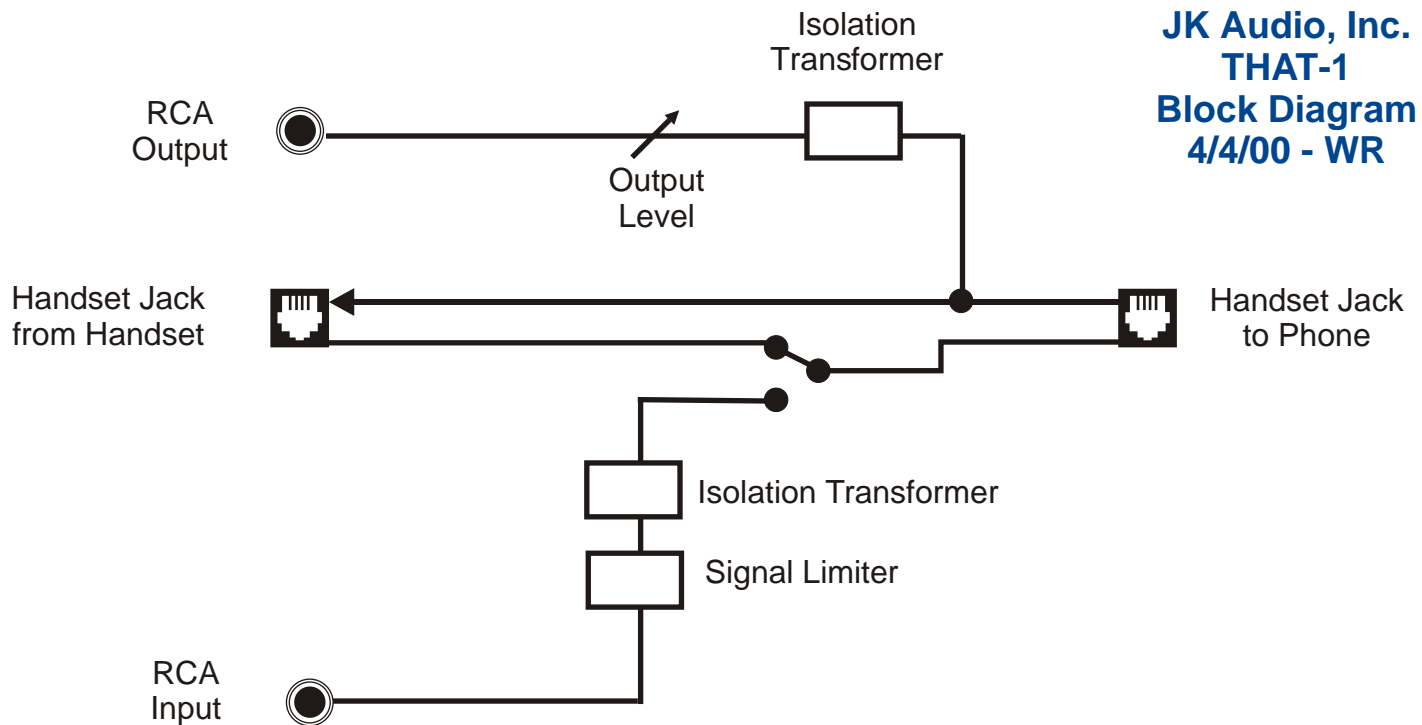 Isolation
Transformer
JK Audio, Inc.
THAT-1
Block Diagram
4/4/00 - WR
RCA
Output
Output
Level
Handset Jack
from Handset
Handset Jack
to Phone
Isolation Transformer
Signal Limiter
RCA
Input